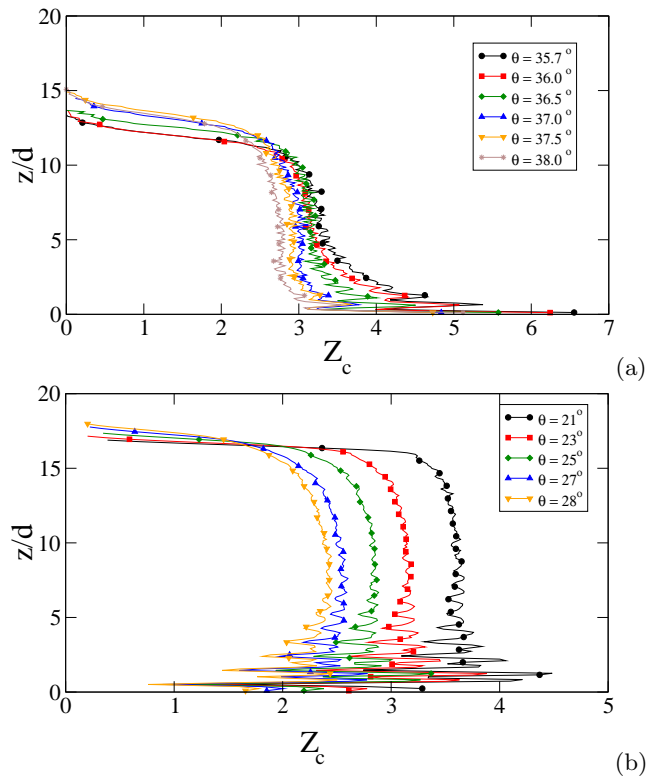 20
15
10
5
0
z/d
θ = 35.7 °
θ = 36.0 °
θ = 36.5 °
θ = 37.0 °
θ = 37.5 °
θ = 38.0 °
0 1 2 3 4 5 6 7
Z_c
(a)
20
15
10
5
0
z/d
θ = 21°
θ = 23°
θ = 25°
θ = 27°
θ = 28°
0 1 2 3 4 5
Z_c
(b)